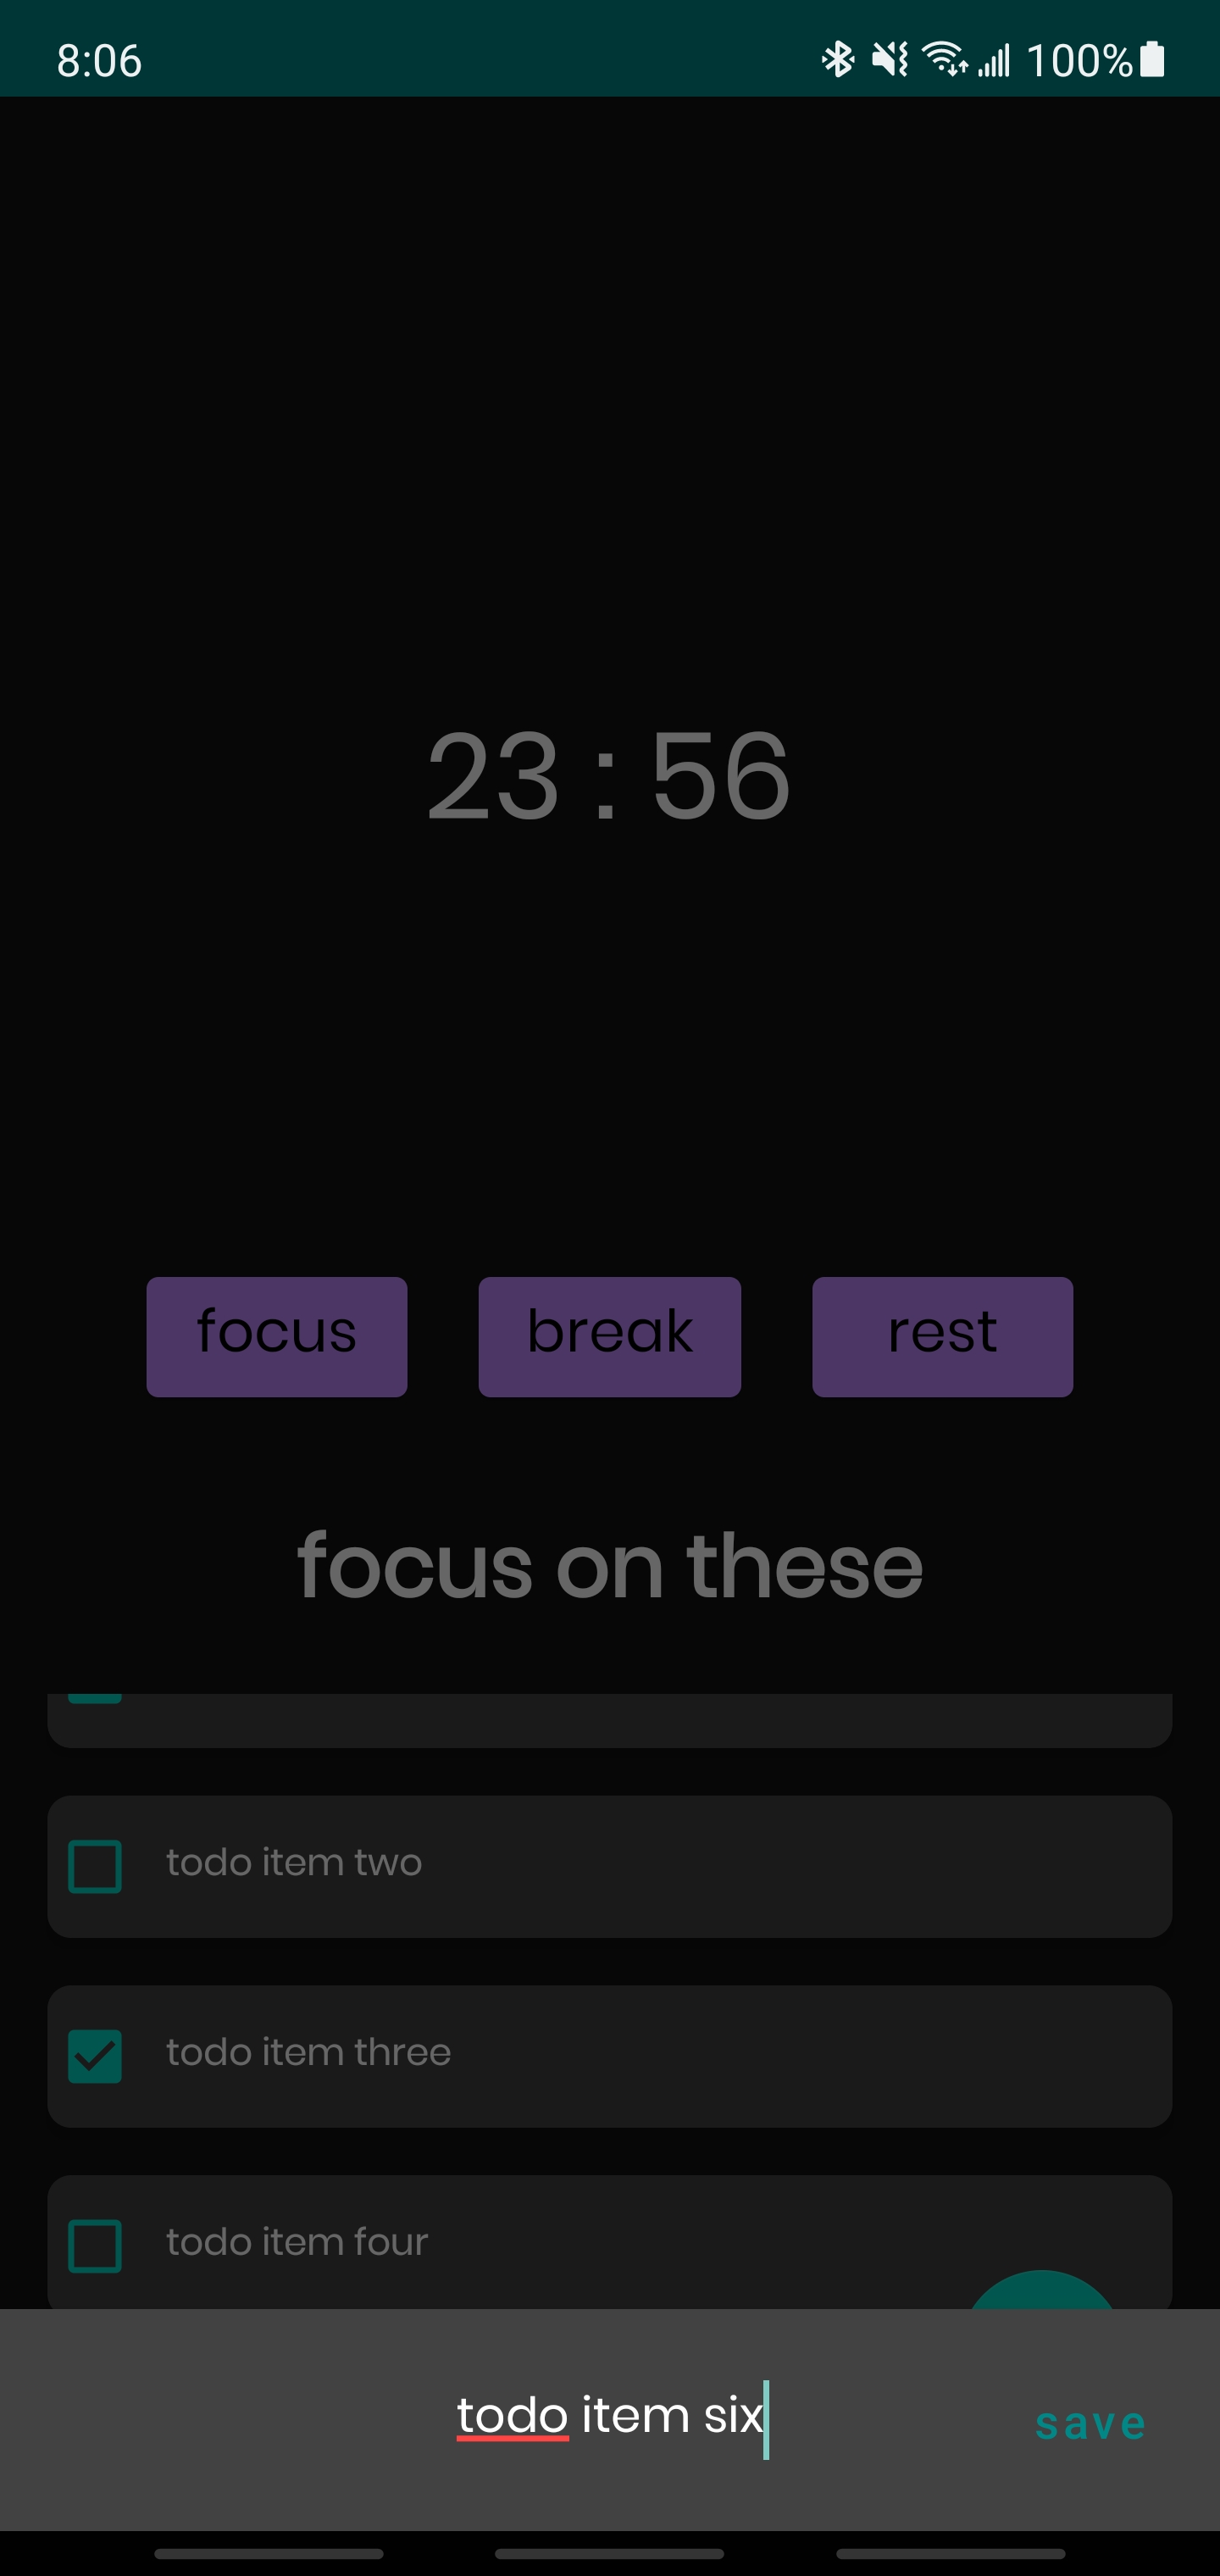 8:06 100%
23 : 56
focus break rest
focus on these
todo item two
todo item three
todo item four
todo item six save